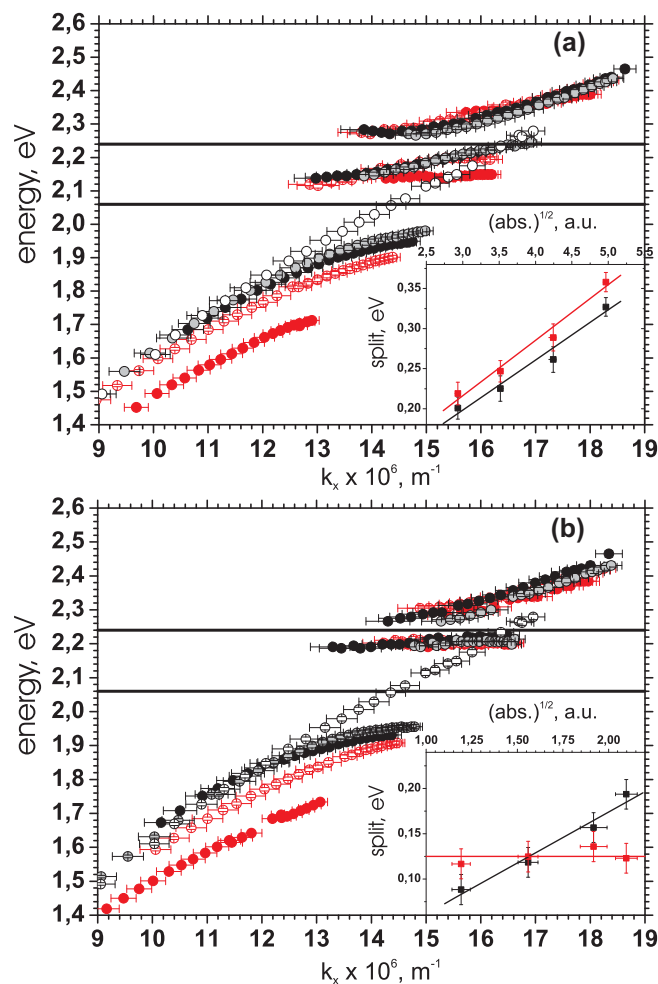 (a)
2,6
2,5
2,4
2,3
2,2
2,1
2,0
1,9
1,8
1,7
1,6
1,5
1,4
energy, eV
9 10 11 12 13 14 15 16 17 18 19
k_x x 10^6, m^-1
(abs.)^1/2, a.u.
2,5 3,0 3,5 4,0 4,5 5,0 5,5
0,35
0,30
0,25
0,20
split, eV
(b)
2,6
2,5
2,4
2,3
2,2
2,1
2,0
1,9
1,8
1,7
1,6
1,5
1,4
energy, eV
9 10 11 12 13 14 15 16 17 18 19
k_x x 10^6, m^-1
(abs.)^1/2, a.u.
1,00 1,25 1,50 1,75 2,00
0,20
0,15
0,10
split, eV